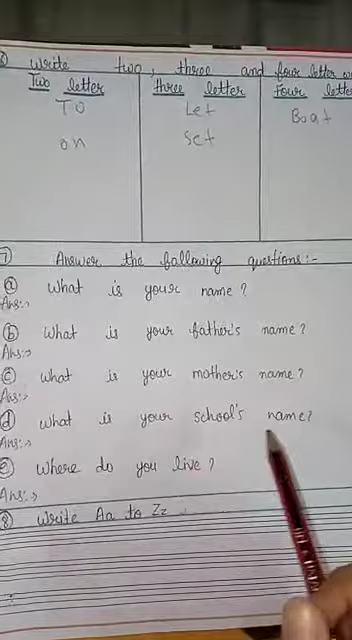 Write two, three and four letter
Two letter three letter Four lette
To Let Boat
on Set
7 Answer the following questions:-
a What is your name?
Ans:→
b What is your father's name?
Ans:→
c What is your mother's name?
Ans:→
d What is your school's name?
Ans:→
e Where do you live?
Ans:→
8 Write Aa to Zz.